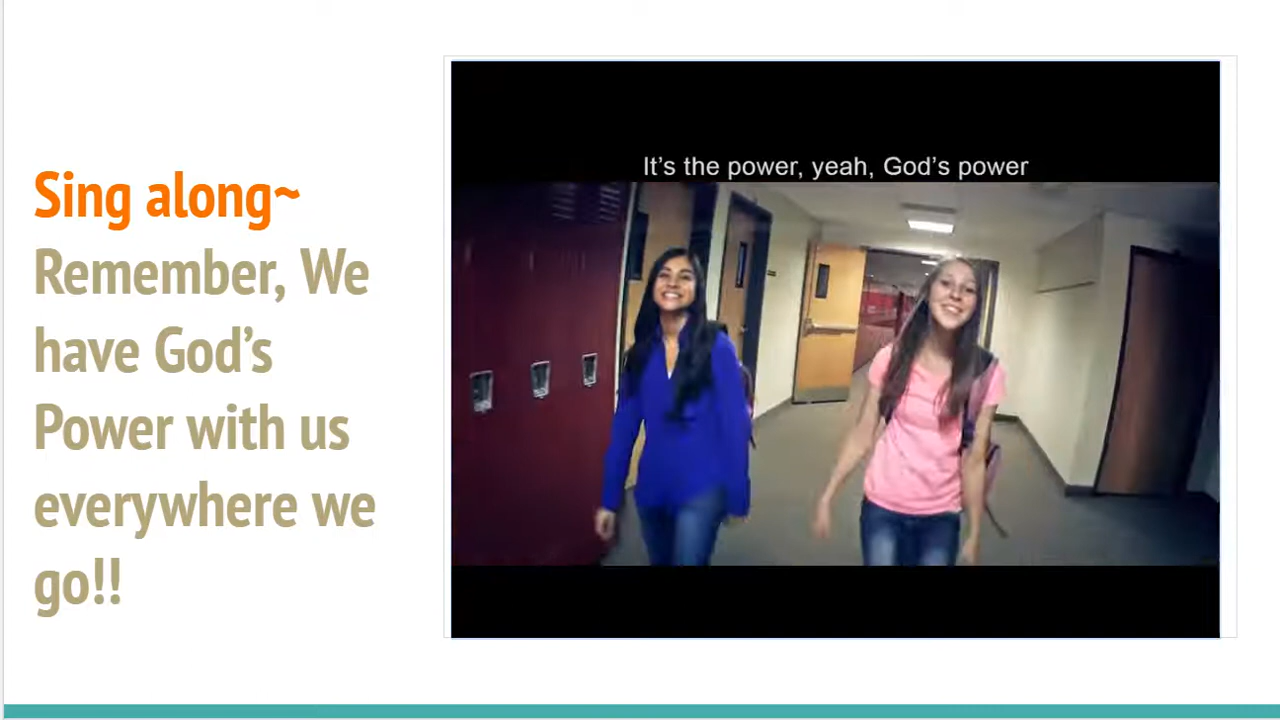 Sing along~
Remember, We
have God's
Power with us
everywhere we
go!!
It's the power, yeah, God's power